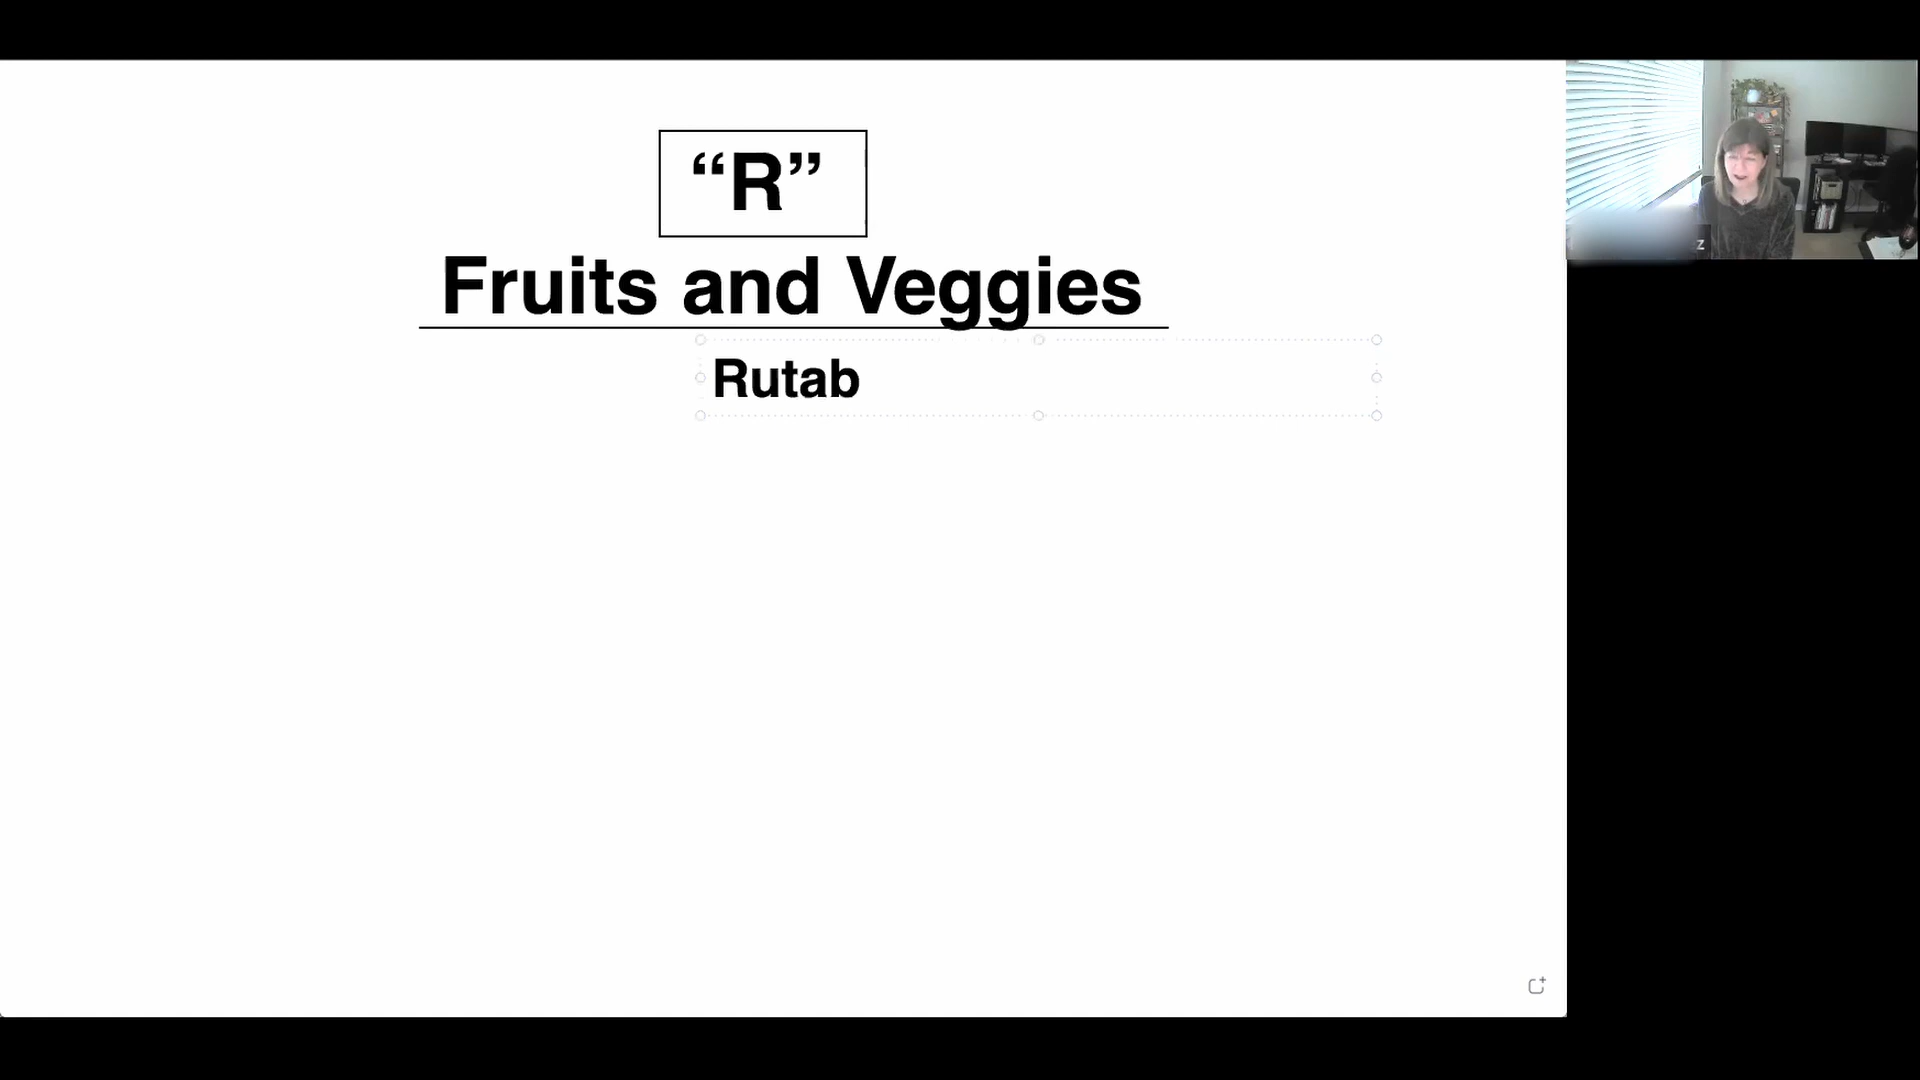 “R”
Fruits and Veggies
Rutab
z